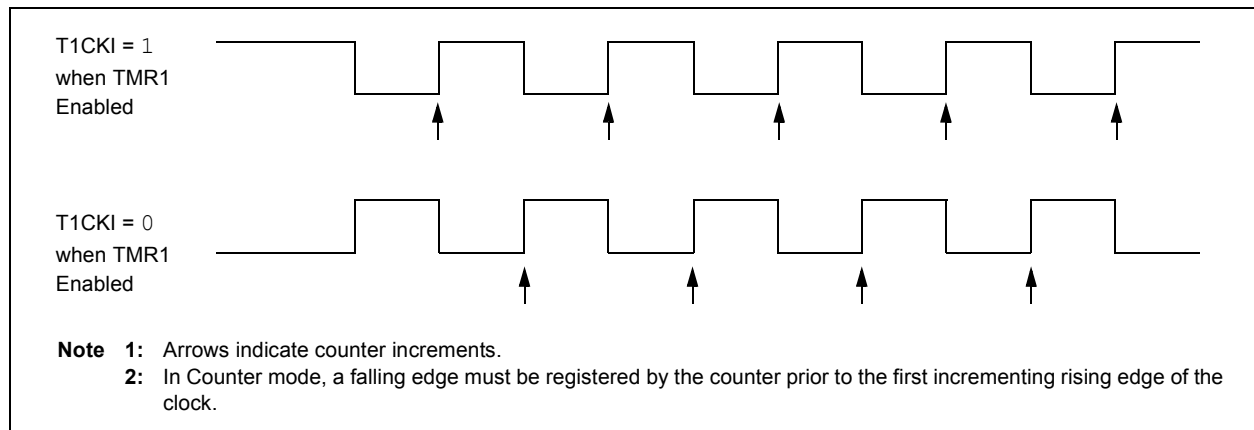 T1CKI = 1
when TMR1
Enabled
T1CKI = 0
when TMR1
Enabled
Note 1: Arrows indicate counter increments.
2: In Counter mode, a falling edge must be registered by the counter prior to the first incrementing rising edge of the
clock.